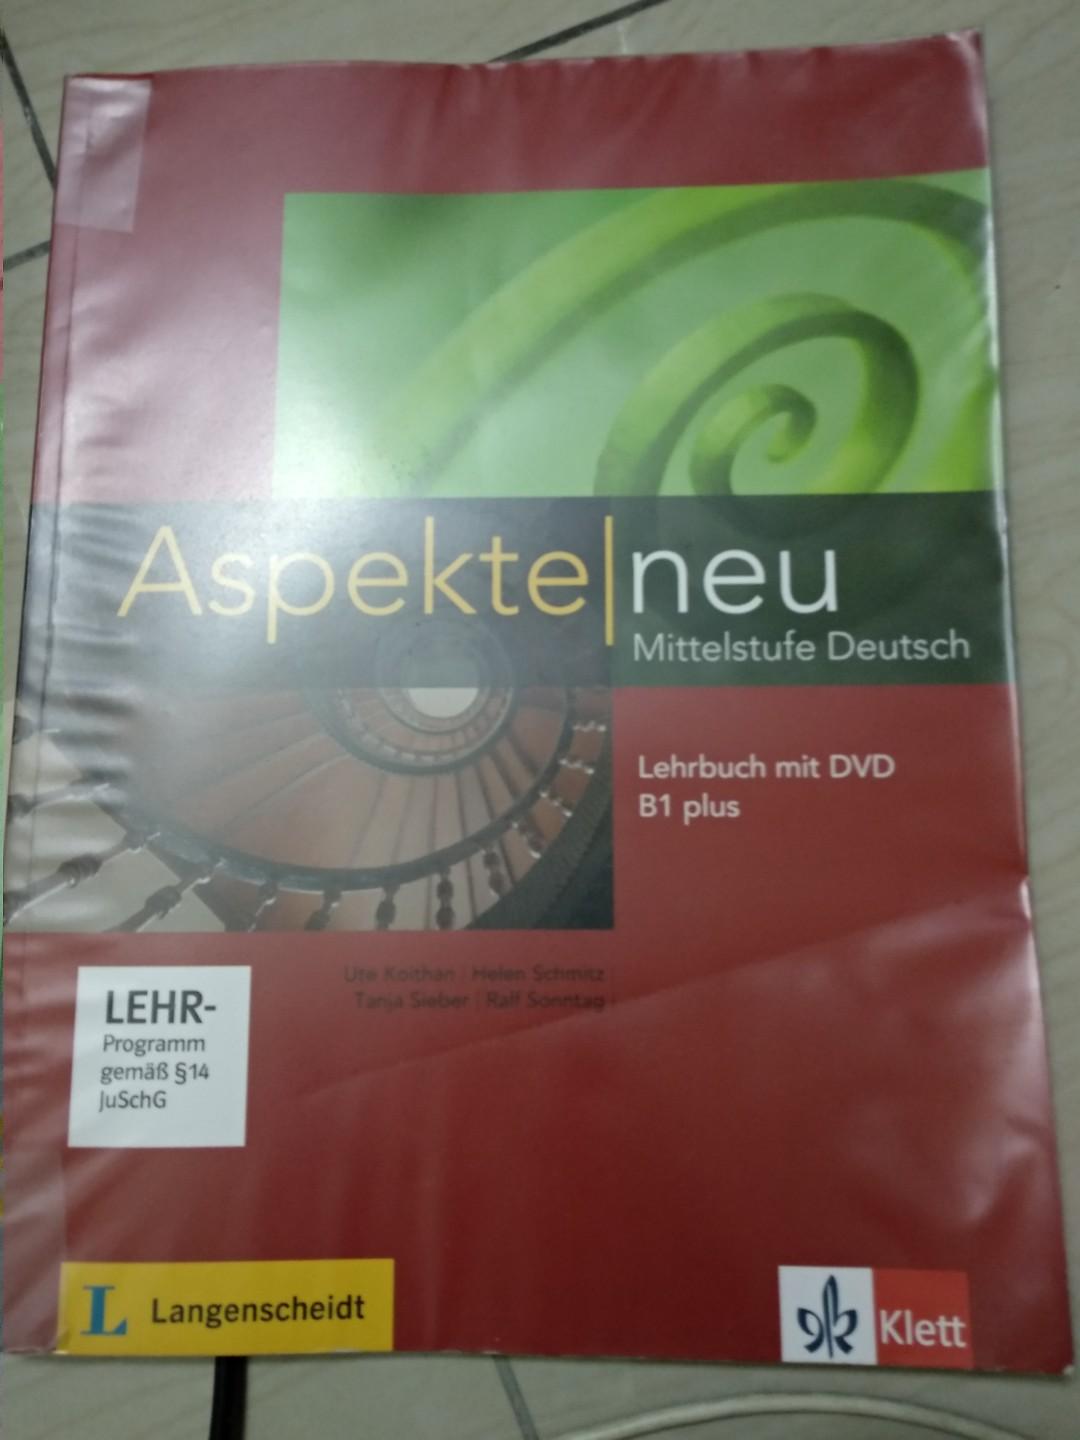 Aspekte|neu
Mittelstufe Deutsch
Lehrbuch mit DVD
B1 plus
Ute Koithan | Helen Schmitz
Tanja Sieber | Ralf Sonntag
LEHR-
Programm
gemäß §14
JuSchG
L Langenscheidt
Klett